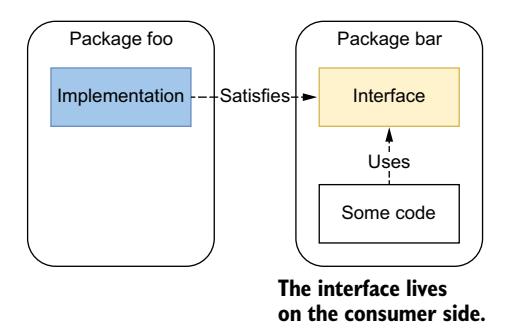 Package foo
Package bar
Implementation
Satisfies
Interface
Uses
Some code
The interface lives
on the consumer side.